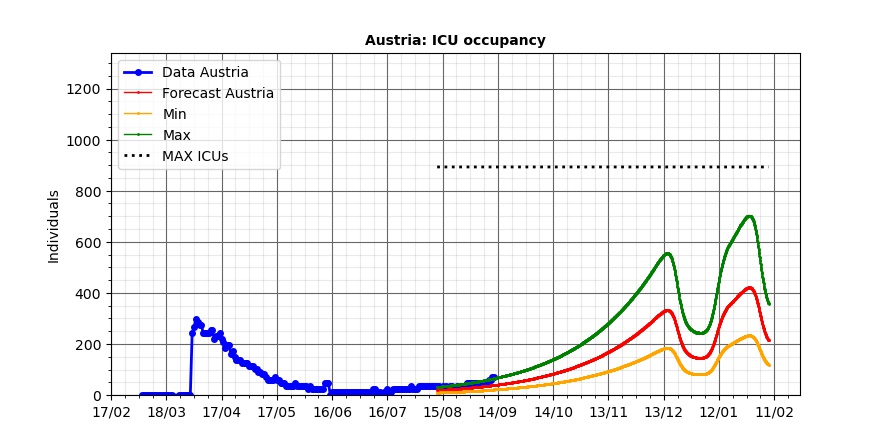 Austria: ICU occupancy
Data Austria
Forecast Austria
Min
Max
MAX ICUs
Individuals
1200
1000
800
600
400
200
0
17/02 18/03 17/04 17/05 16/06 16/07 15/08 14/09 14/10 13/11 13/12 12/01 11/02